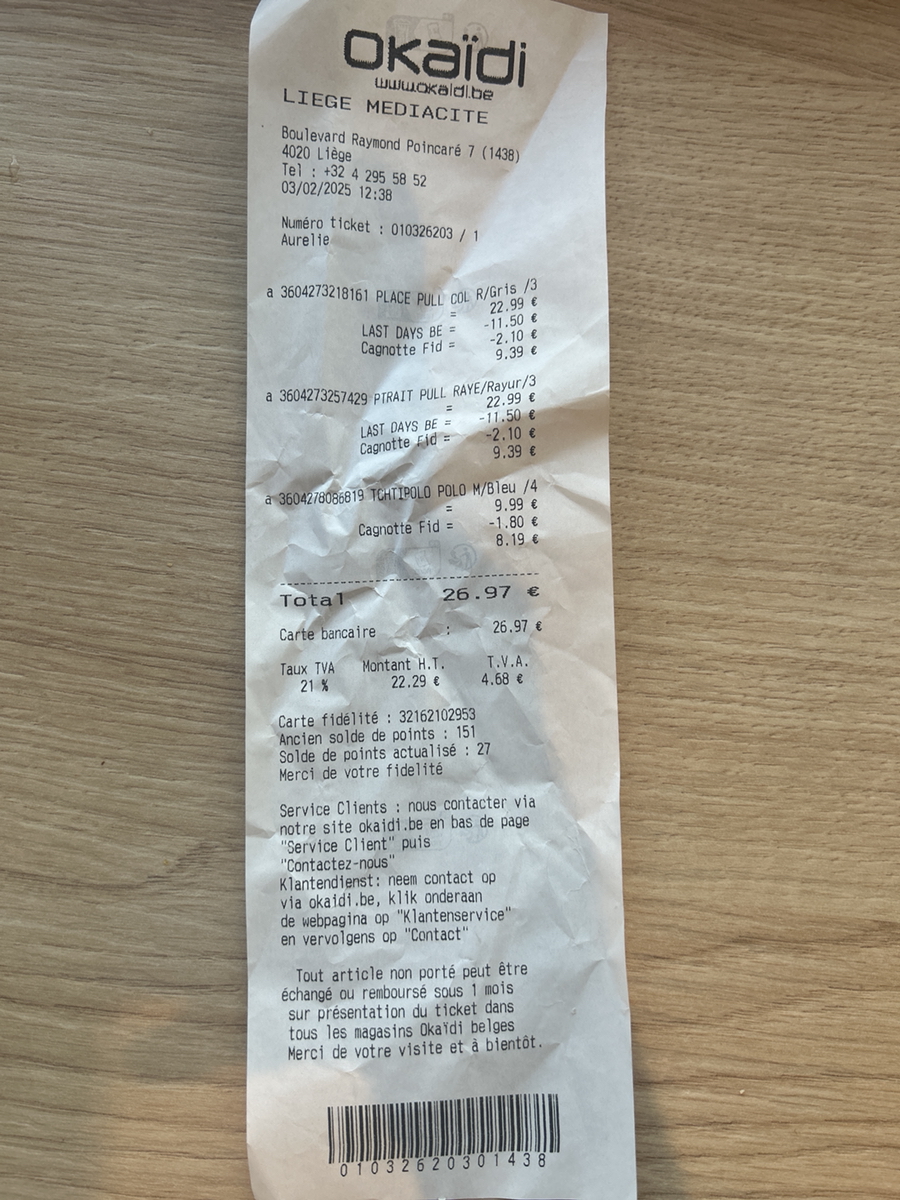 okaïdi
www.okaidi.be
LIEGE MEDIACITE
Boulevard Raymond Poincaré 7 (1438)
4020 Liège
Tel : +32 4 295 58 52
03/02/2025 12:38
Numéro ticket : 010326203 / 1
Aurelie
a 3604273218161 PLACE PULL COL R/Gris /3
= 22.99 €
LAST DAYS BE = -11.50 €
Cagnotte Fid = -2.10 €
9.39 €
a 3604273257429 PTRAIT PULL RAYE/Rayur/3
= 22.99 €
LAST DAYS BE = -11.50 €
Cagnotte Fid = -2.10 €
9.39 €
a 3604278086819 TCHTIPOLO POLO M/Bleu /4
= 9.99 €
Cagnotte Fid = -1.80 €
8.19 €
Total 26.97 €
Carte bancaire : 26.97 €
Taux TVA Montant H.T. T.V.A.
21 % 22.29 € 4.68 €
Carte fidélité : 32162102953
Ancien solde de points : 151
Solde de points actualisé : 27
Merci de votre fidelité
Service Clients : nous contacter via
notre site okaidi.be en bas de page
"Service Client" puis
"Contactez-nous"
Klantendienst: neem contact op
via okaidi.be, klik onderaan
de webpagina op "Klantenservice"
en vervolgens op "Contact"
Tout article non porté peut être
échangé ou remboursé sous 1 mois
sur présentation du ticket dans
tous les magasins Okaïdi belges
Merci de votre visite et à bientôt.
01032620301438